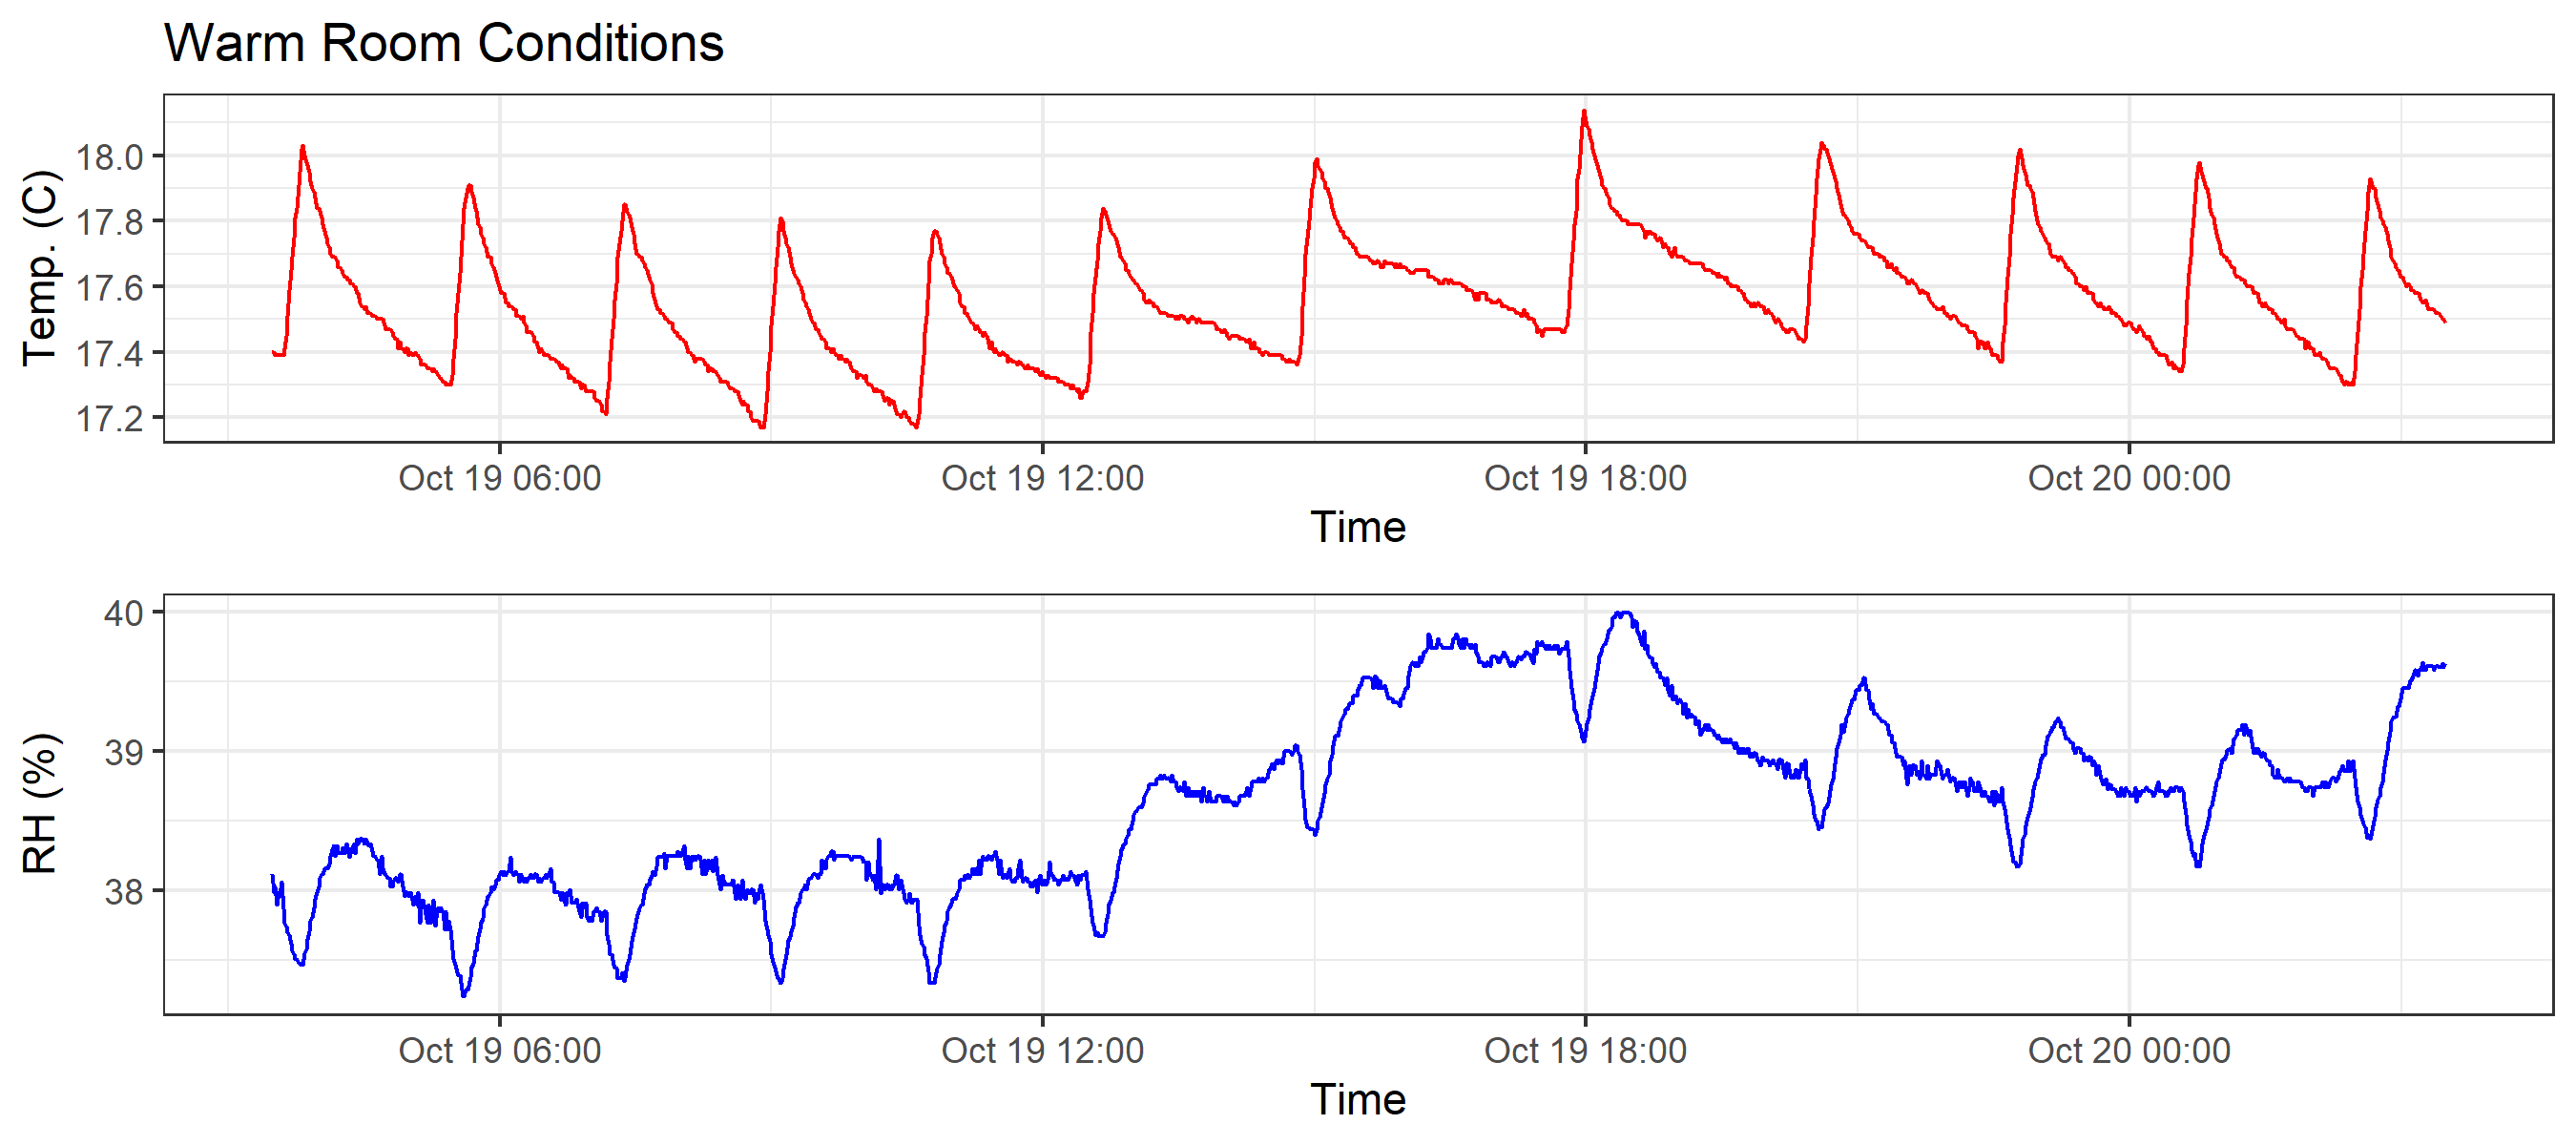 Warm Room Conditions
Temp. (C)
18.0
17.8
17.6
17.4
17.2
Oct 19 06:00 Oct 19 12:00 Oct 19 18:00 Oct 20 00:00
Time
RH (%)
40
39
38
Oct 19 06:00 Oct 19 12:00 Oct 19 18:00 Oct 20 00:00
Time